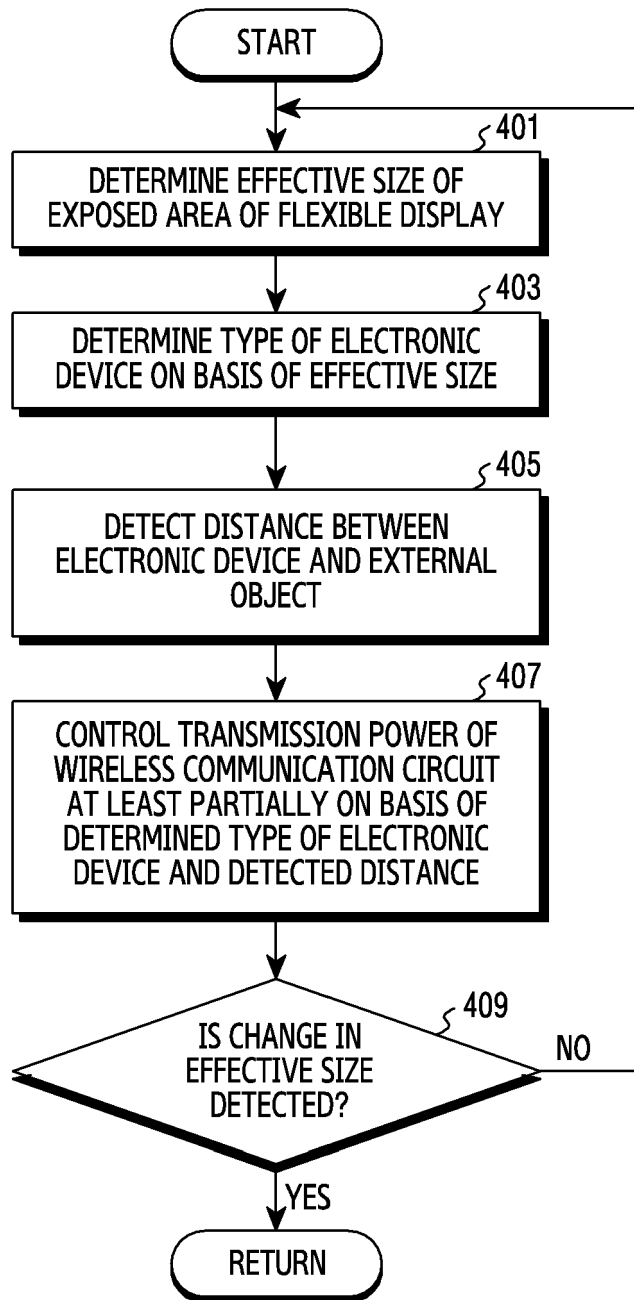 START
401
DETERMINE EFFECTIVE SIZE OF
EXPOSED AREA OF FLEXIBLE DISPLAY
403
DETERMINE TYPE OF ELECTRONIC
DEVICE ON BASIS OF EFFECTIVE SIZE
405
DETECT DISTANCE BETWEEN
ELECTRONIC DEVICE AND EXTERNAL
OBJECT
407
CONTROL TRANSMISSION POWER OF
WIRELESS COMMUNICATION CIRCUIT
AT LEAST PARTIALLY ON BASIS OF
DETERMINED TYPE OF ELECTRONIC
DEVICE AND DETECTED DISTANCE
409
IS CHANGE IN
EFFECTIVE SIZE
DETECTED?
NO
YES
RETURN